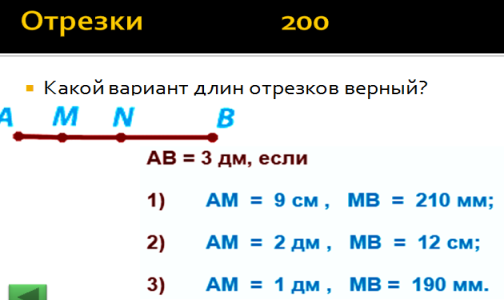 Отрезки 200
Какой вариант длин отрезков верный?
A M N B
AB = 3 дм, если
1) AM = 9 см , MB = 210 мм;
2) AM = 2 дм , MB = 12 см;
3) AM = 1 дм , MB = 190 мм.